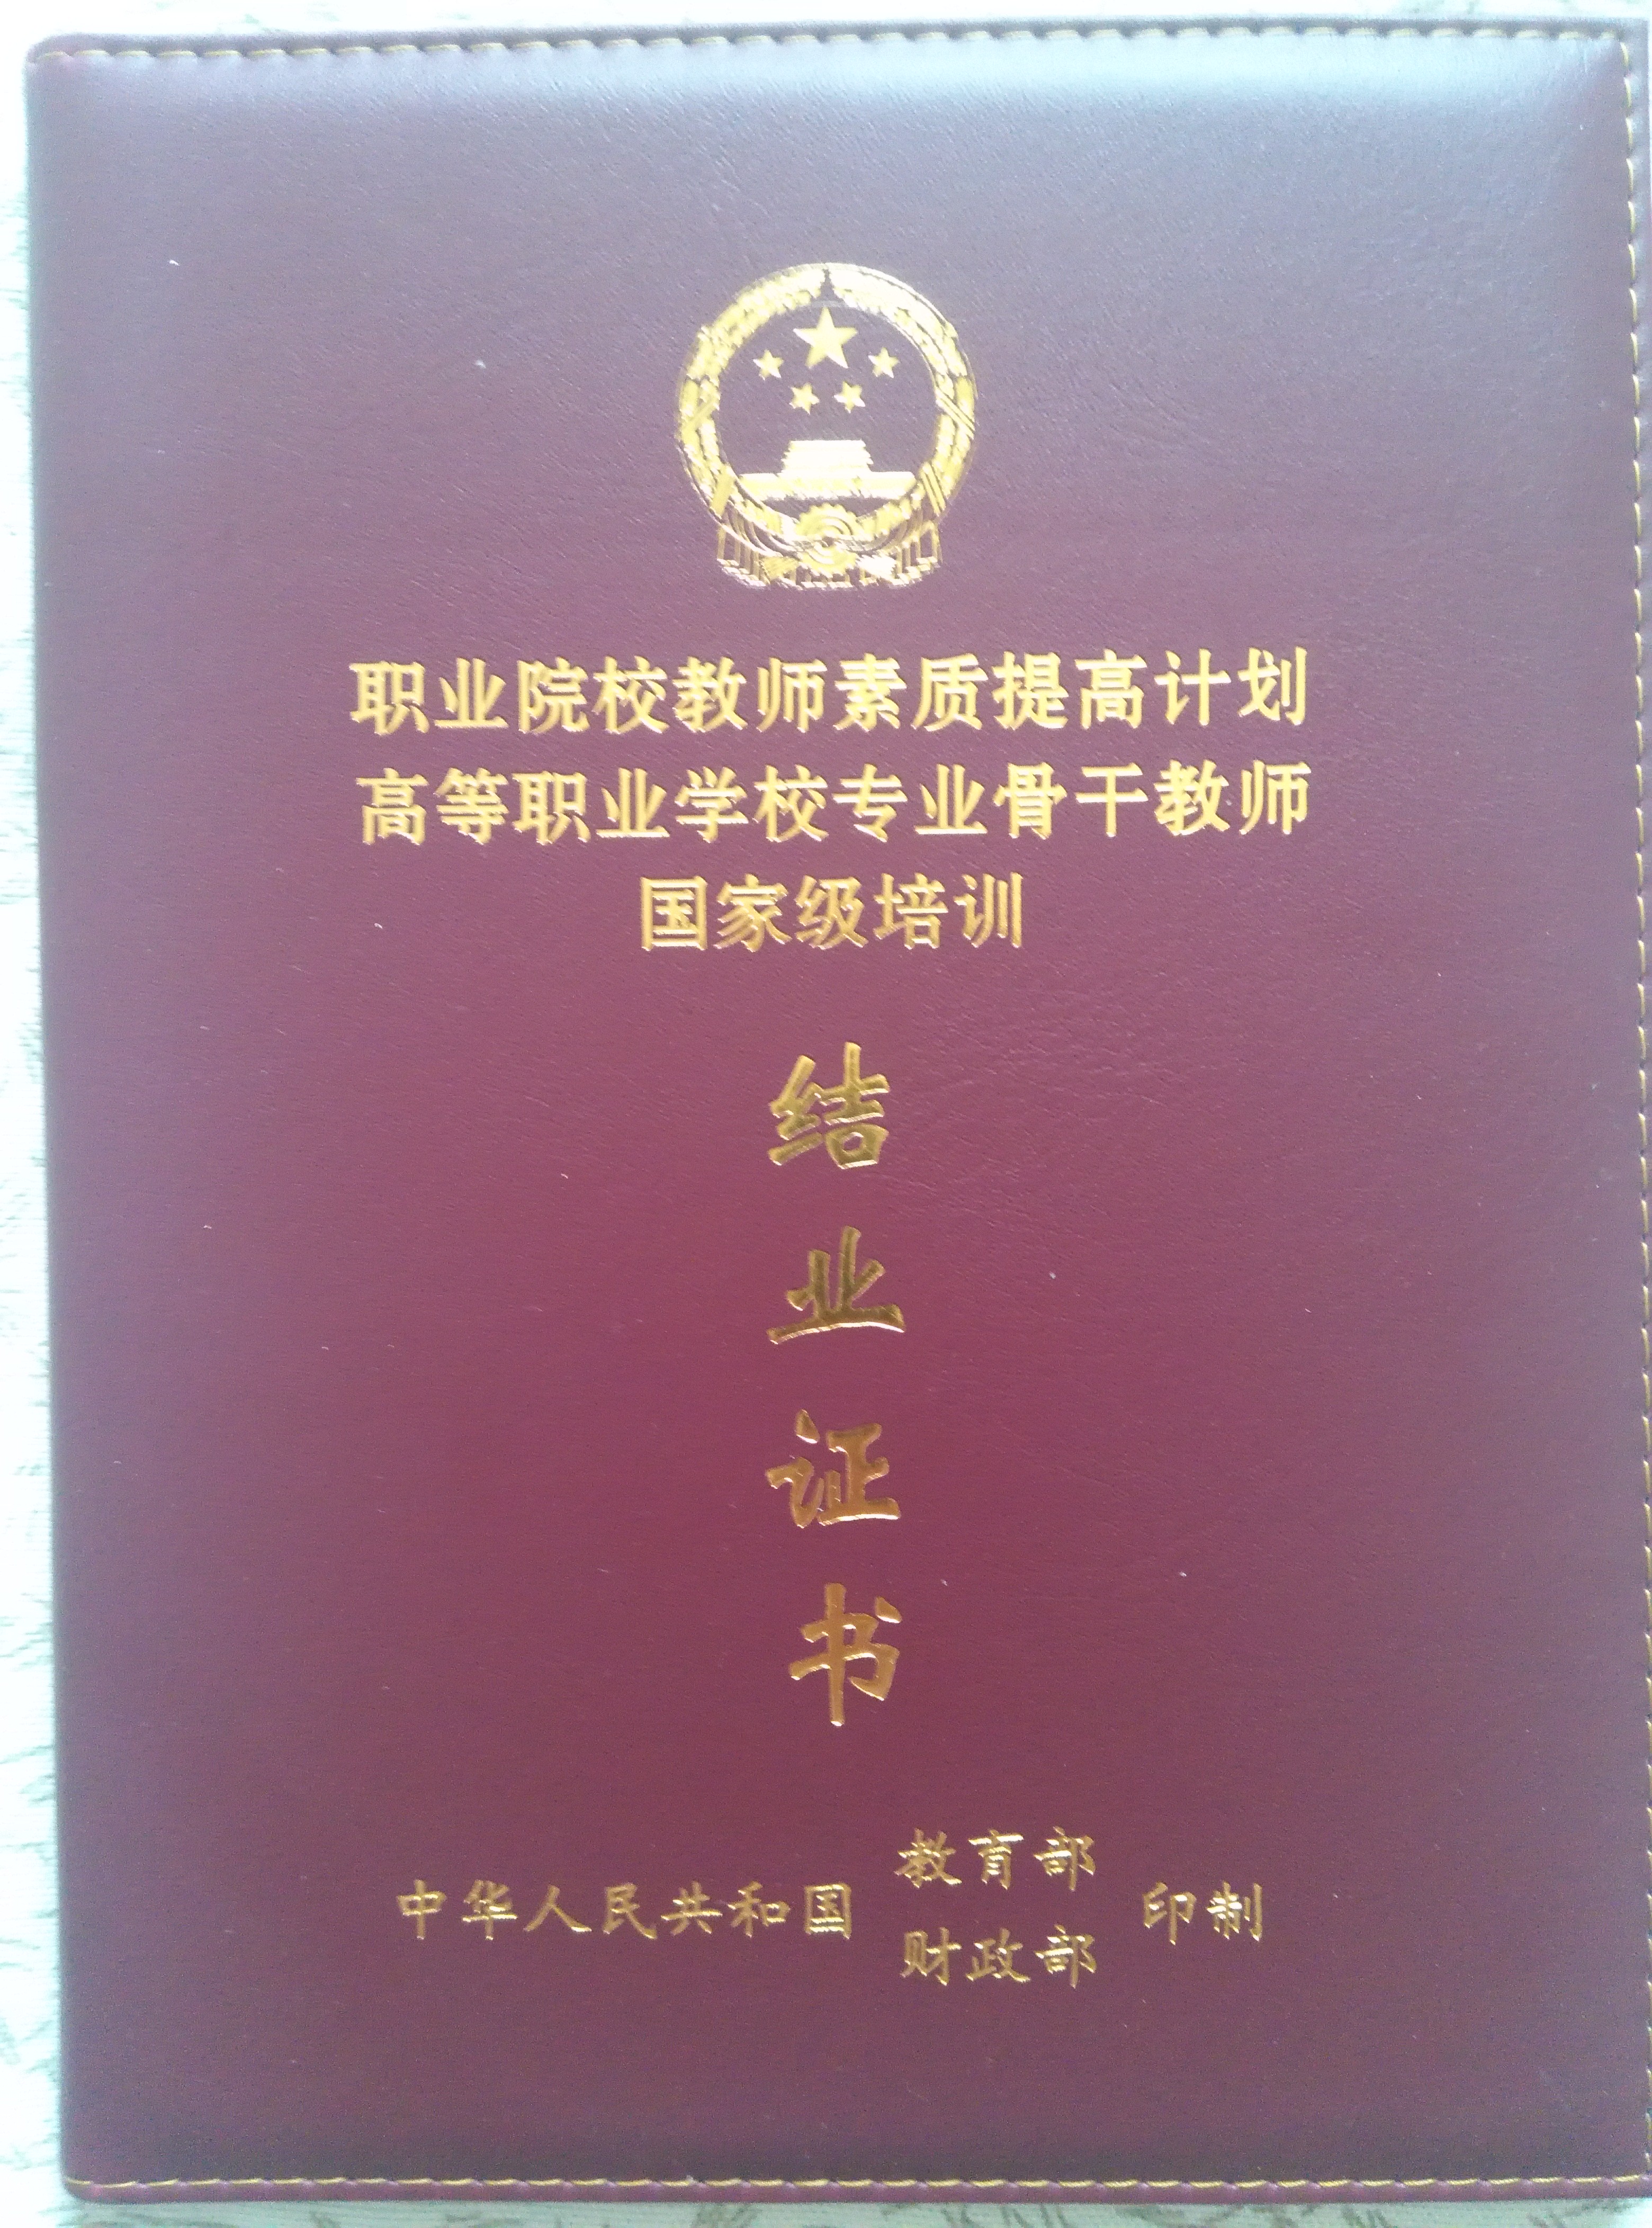 职业院校教师素质提高计划
高等职业学校专业骨干教师
国家级培训
结
业
证
书
中华人民共和国 教育部 印制
财政部